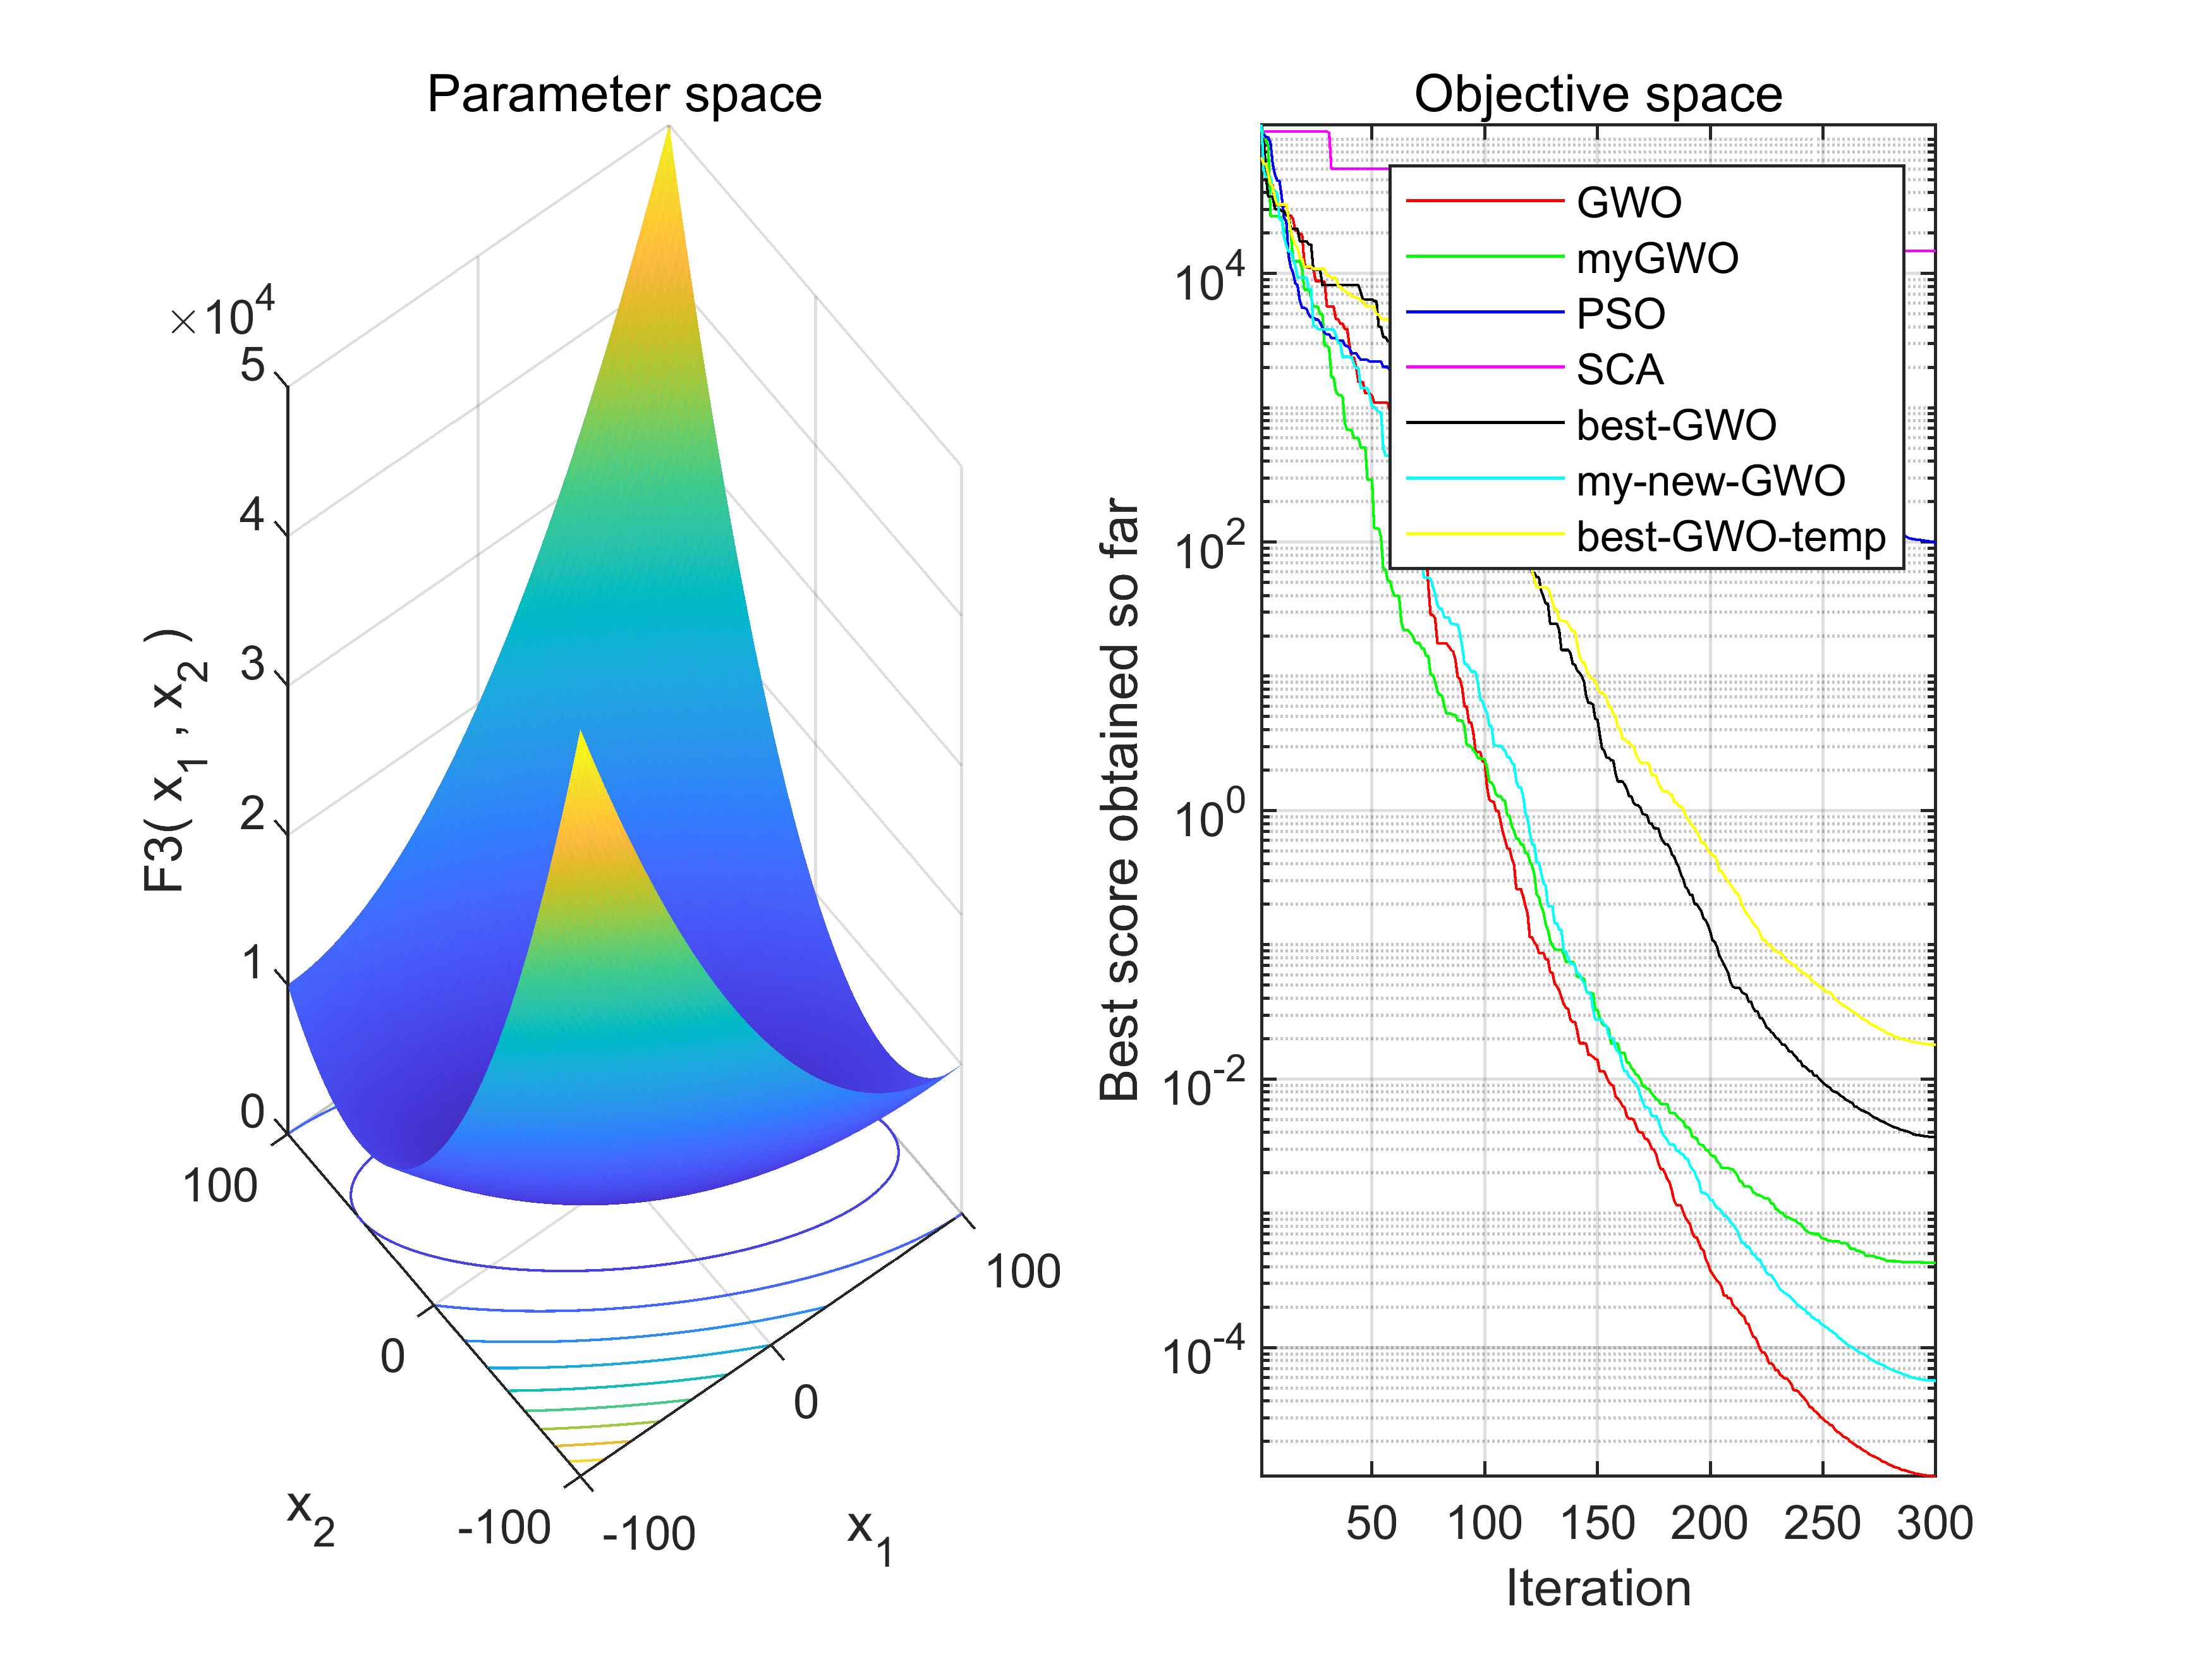 Parameter space
×10^4
5
4
3
2
1
0
F3( x_1 , x_2 )
100
0
-100
x_2
-100
0
100
x_1
Objective space
Best score obtained so far
10^4
10^2
10^0
10^-2
10^-4
GWO
myGWO
PSO
SCA
best-GWO
my-new-GWO
best-GWO-temp
50 100 150 200 250 300
Iteration